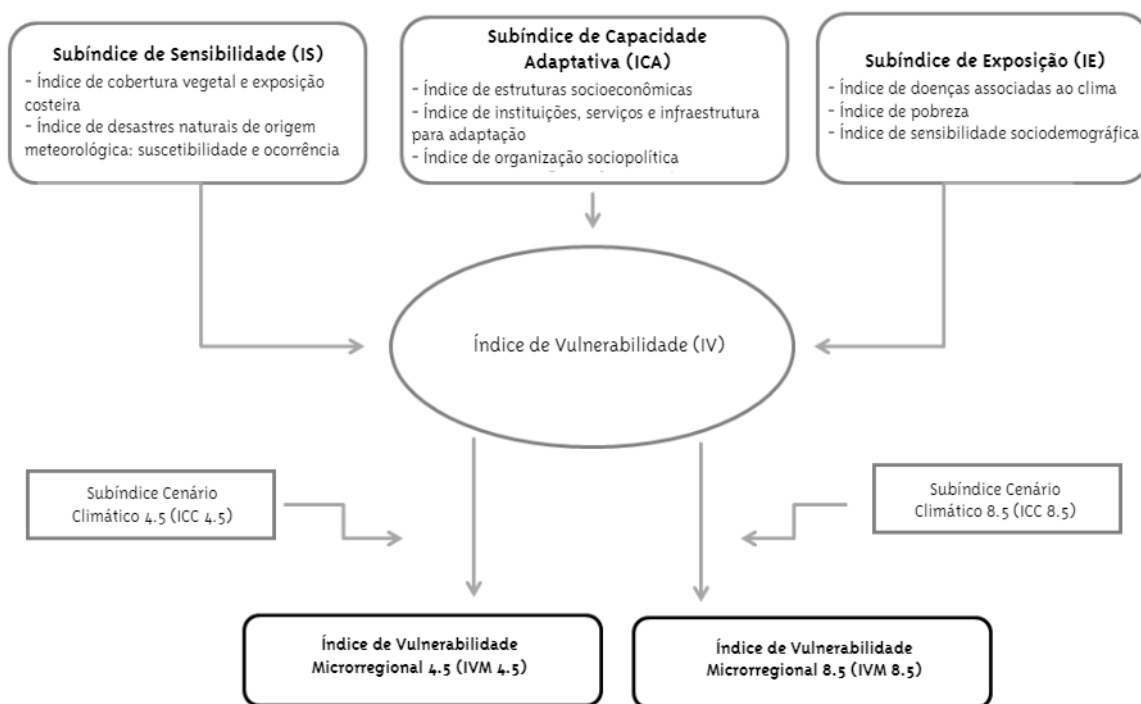 Subíndice de Sensibilidade (IS)
- Índice de cobertura vegetal e exposição
costeira
- Índice de desastres naturais de origem
meteorológica: suscetibilidade e ocorrência
Subíndice de Capacidade
Adaptativa (ICA)
- Índice de estruturas socioeconômicas
- Índice de instituições, serviços e infraestrutura
para adaptação
- Índice de organização sociopolítica
Subíndice de Exposição (IE)
- Índice de doenças associadas ao clima
- Índice de pobreza
- Índice de sensibilidade sociodemográfica
Índice de Vulnerabilidade (IV)
Subíndice Cenário
Climático 4.5 (ICC 4.5)
Subíndice Cenário
Climático 8.5 (ICC 8.5)
Índice de Vulnerabilidade
Microrregional 4.5 (IVM 4.5)
Índice de Vulnerabilidade
Microrregional 8.5 (IVM 8.5)